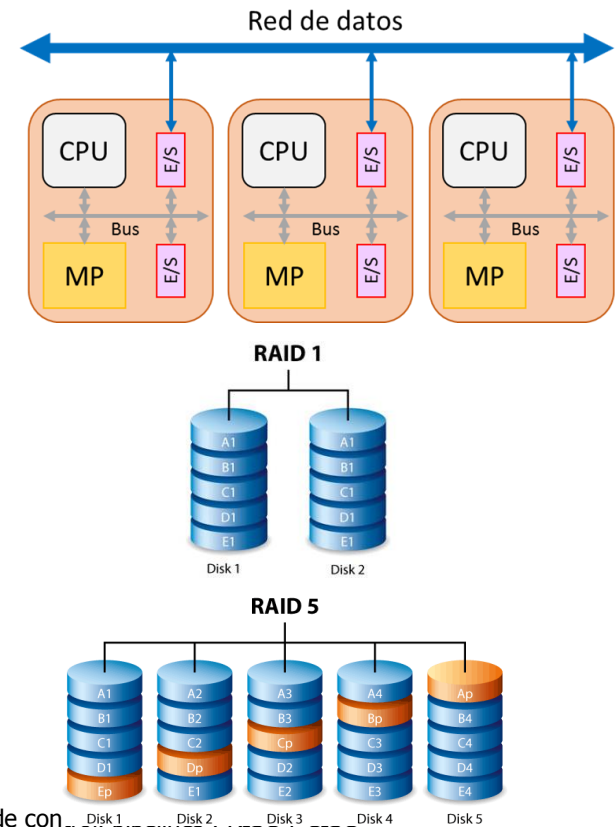 Red de datos
CPU E/S CPU E/S CPU E/S
Bus Bus Bus
MP E/S MP E/S MP E/S
RAID 1
A1 A1
B1 B1
C1 C1
D1 D1
E1 E1
Disk 1 Disk 2
RAID 5
A1 A2 A3 A4 Ap
B1 B2 B3 Bp B4
C1 C2 Cp C3 C4
D1 Dp D2 D3 D4
Ep E1 E2 E3 E4
Disk 1 Disk 2 Disk 3 Disk 4 Disk 5